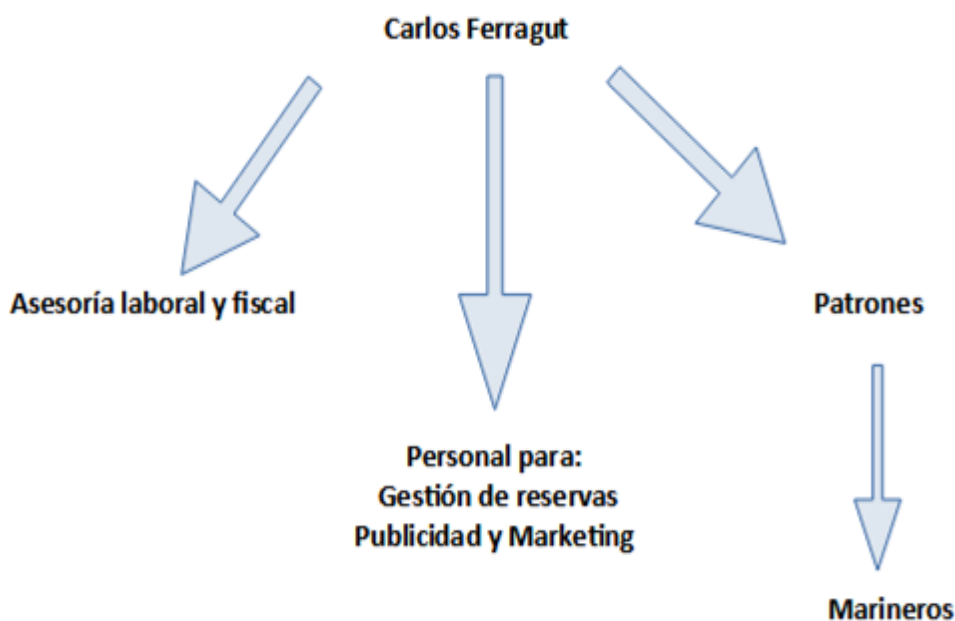 Carlos Ferragut
Asesoría laboral y fiscal
Patrones
Personal para:
Gestión de reservas
Publicidad y Marketing
Marineros